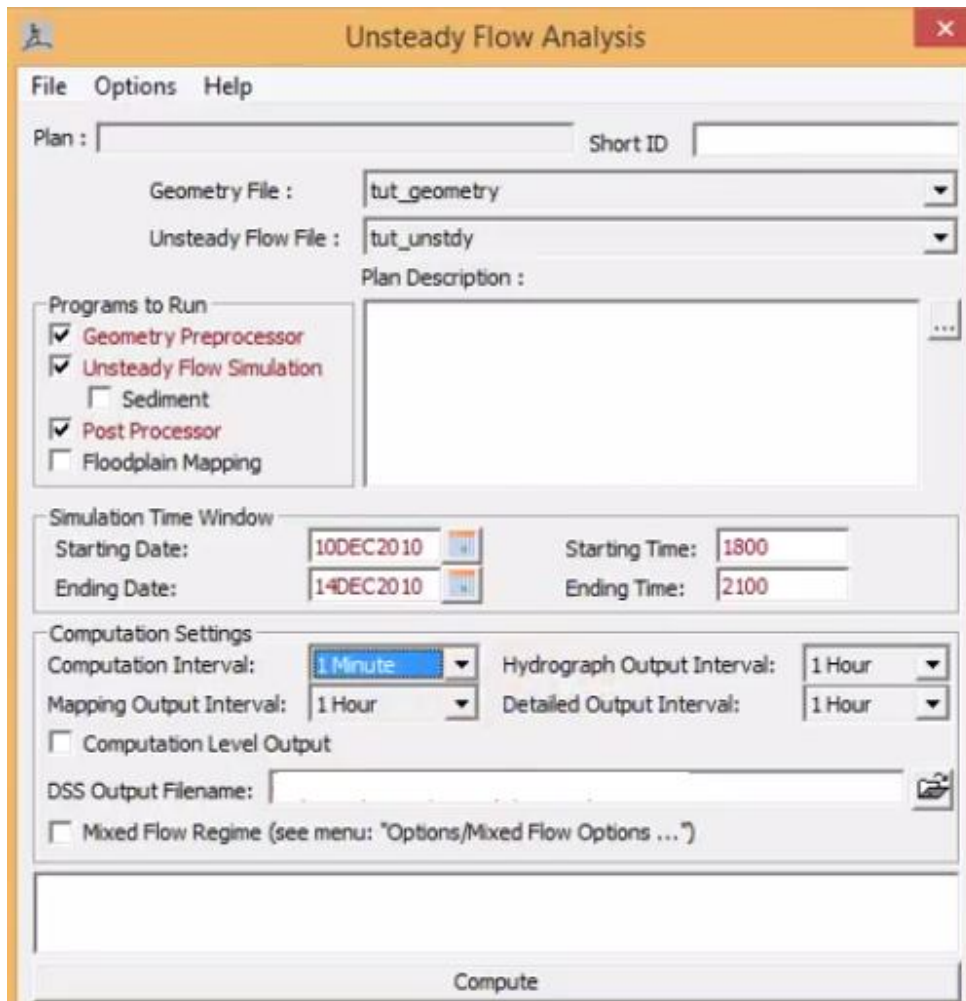 Unsteady Flow Analysis
File Options Help
Plan : Short ID
Geometry File : tut_geometry
Unsteady Flow File : tut_unstdy
Plan Description :
Programs to Run
Geometry Preprocessor
Unsteady Flow Simulation
Sediment
Post Processor
Floodplain Mapping
...
Simulation Time Window
Starting Date: 10DEC2010 Starting Time: 1800
Ending Date: 14DEC2010 Ending Time: 2100
Computation Settings
Computation Interval: 1 Minute Hydrograph Output Interval: 1 Hour
Mapping Output Interval: 1 Hour Detailed Output Interval: 1 Hour
Computation Level Output
DSS Output Filename:
Mixed Flow Regime (see menu: "Options/Mixed Flow Options ...")
Compute